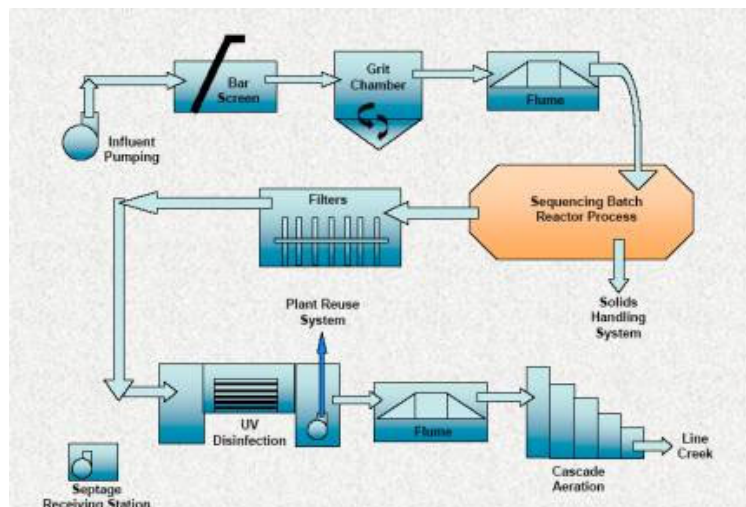 Bar
Screen
Grit
Chamber
Flume
Influent
Pumping
Sequencing Batch
Reactor Process
Filters
Solids
Handling
System
Plant Reuse
System
UV
Disinfection
Flume
Cascade
Aeration
Line
Creek
Septage
Receiving Station